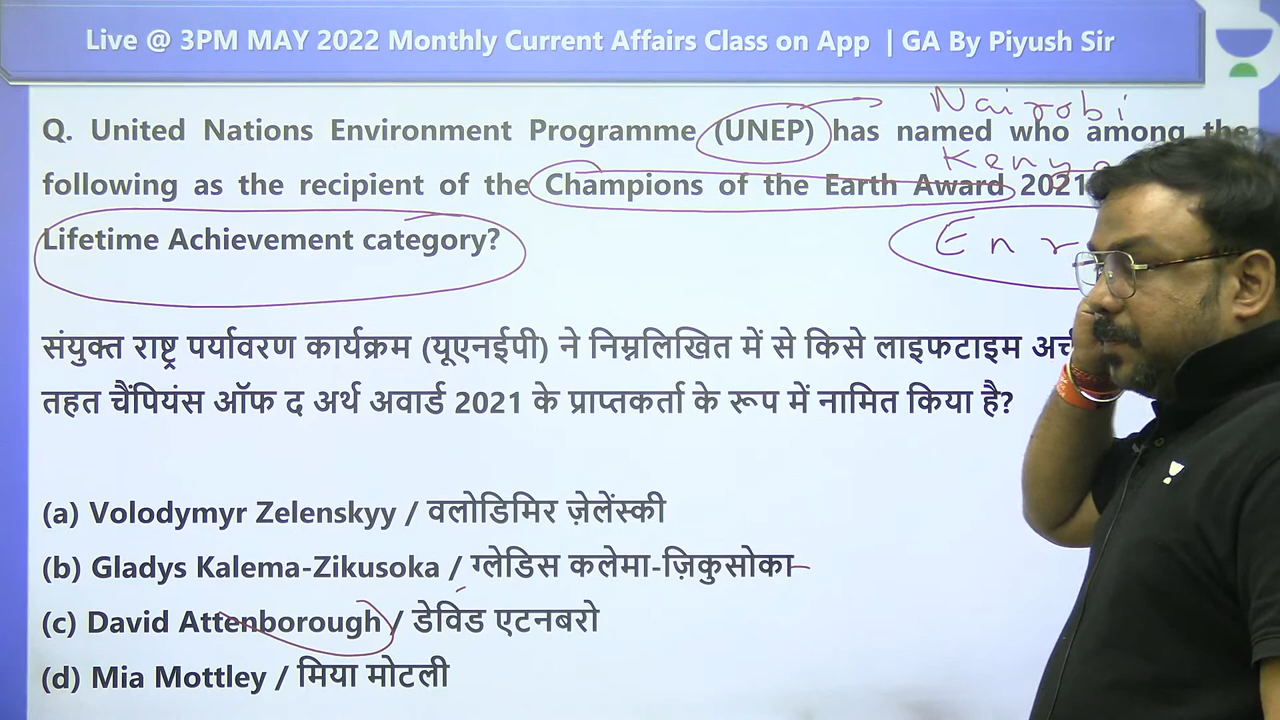 Live @ 3PM MAY 2022 Monthly Current Affairs Class on App | GA By Piyush Sir
Nairobi
Q. United Nations Environment Programme (UNEP) has named who among the
Kenya
following as the recipient of the Champions of the Earth Award 2021
Lifetime Achievement category?
संयुक्त राष्ट्र पर्यावरण कार्यक्रम (यूएनईपी) ने निम्नलिखित में से किसे लाइफटाइम
तहत चैंपियंस ऑफ द अर्थ अवार्ड 2021 के प्राप्तकर्ता के रूप में नामित किया है?
(a) Volodymyr Zelenskyy / वलोडिमिर ज़ेलेंस्की
(b) Gladys Kalema-Zikusoka / ग्लेडिस कलेमा-ज़िकुसोका
(c) David Attenborough / डेविड एटनबरो
(d) Mia Mottley / मिया मोटली